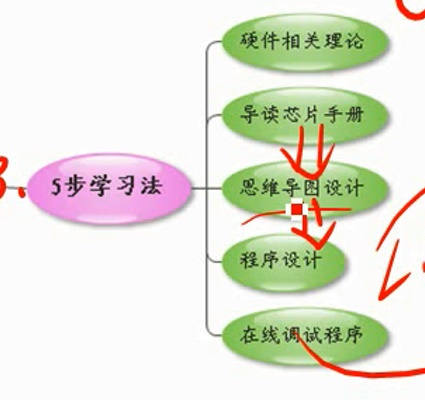 硬件相关理论
导读芯片手册
3.
5步学习法
思维导图设计
程序设计
在线调试程序